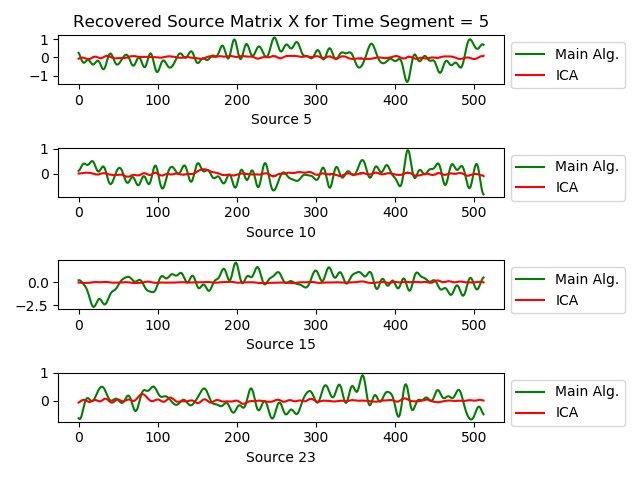 Recovered Source Matrix X for Time Segment = 5
1
0
−1
0 100 200 300 400 500
Source 5
Main Alg.
ICA
1
0
0 100 200 300 400 500
Source 10
Main Alg.
ICA
0.0
−2.5
0 100 200 300 400 500
Source 15
Main Alg.
ICA
1
0
0 100 200 300 400 500
Source 23
Main Alg.
ICA